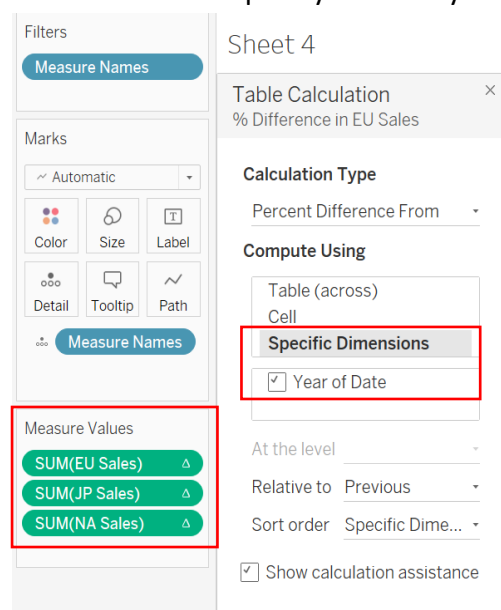 Filters
Measure Names
Marks
Automatic
Color
Size
T
Label
Detail
Tooltip
Path
Measure Names
Measure Values
SUM(EU Sales) Δ
SUM(JP Sales) Δ
SUM(NA Sales) Δ
Sheet 4
Table Calculation
% Difference in EU Sales
Calculation Type
Percent Difference From
Compute Using
Table (across)
Cell
Specific Dimensions
Year of Date
At the level
Relative to Previous
Sort order Specific Dime...
Show calculation assistance